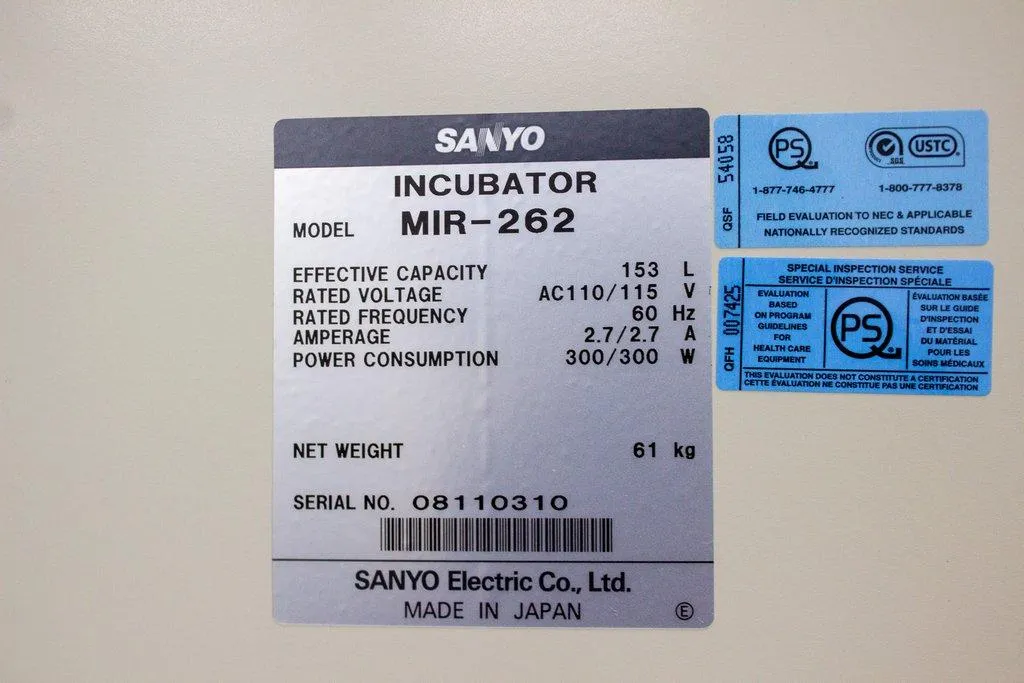 SANYO
INCUBATOR
MODEL MIR-262
EFFECTIVE CAPACITY 153 L
RATED VOLTAGE AC110/115 V
RATED FREQUENCY 60 Hz
AMPERAGE 2.7/2.7 A
POWER CONSUMPTION 300/300 W
NET WEIGHT 61 kg
SERIAL NO. 08110310
SANYO Electric Co., Ltd.
MADE IN JAPAN
E
QSF 54058
PSQ
SGS
USTC
1-877-746-4777
1-800-777-8378
FIELD EVALUATION TO NEC & APPLICABLE
NATIONALLY RECOGNIZED STANDARDS
QFH 007425
SPECIAL INSPECTION SERVICE
SERVICE D'INSPECTION SPÉCIALE
EVALUATION
BASED
ON PROGRAM
GUIDELINES
FOR
HEALTH CARE
EQUIPMENT
PSQ
ÉVALUATION BASÉE
SUR LE GUIDE
D'INSPECTION
ET D'ESSAI
DU MATÉRIAL
POUR LES
SOINS MÉDICAUX
THIS EVALUATION DOES NOT CONSTITUTE A CERTIFICATION
CETTE ÉVALUATION NE CONSTITUE PAS UNE CERTIFICATION